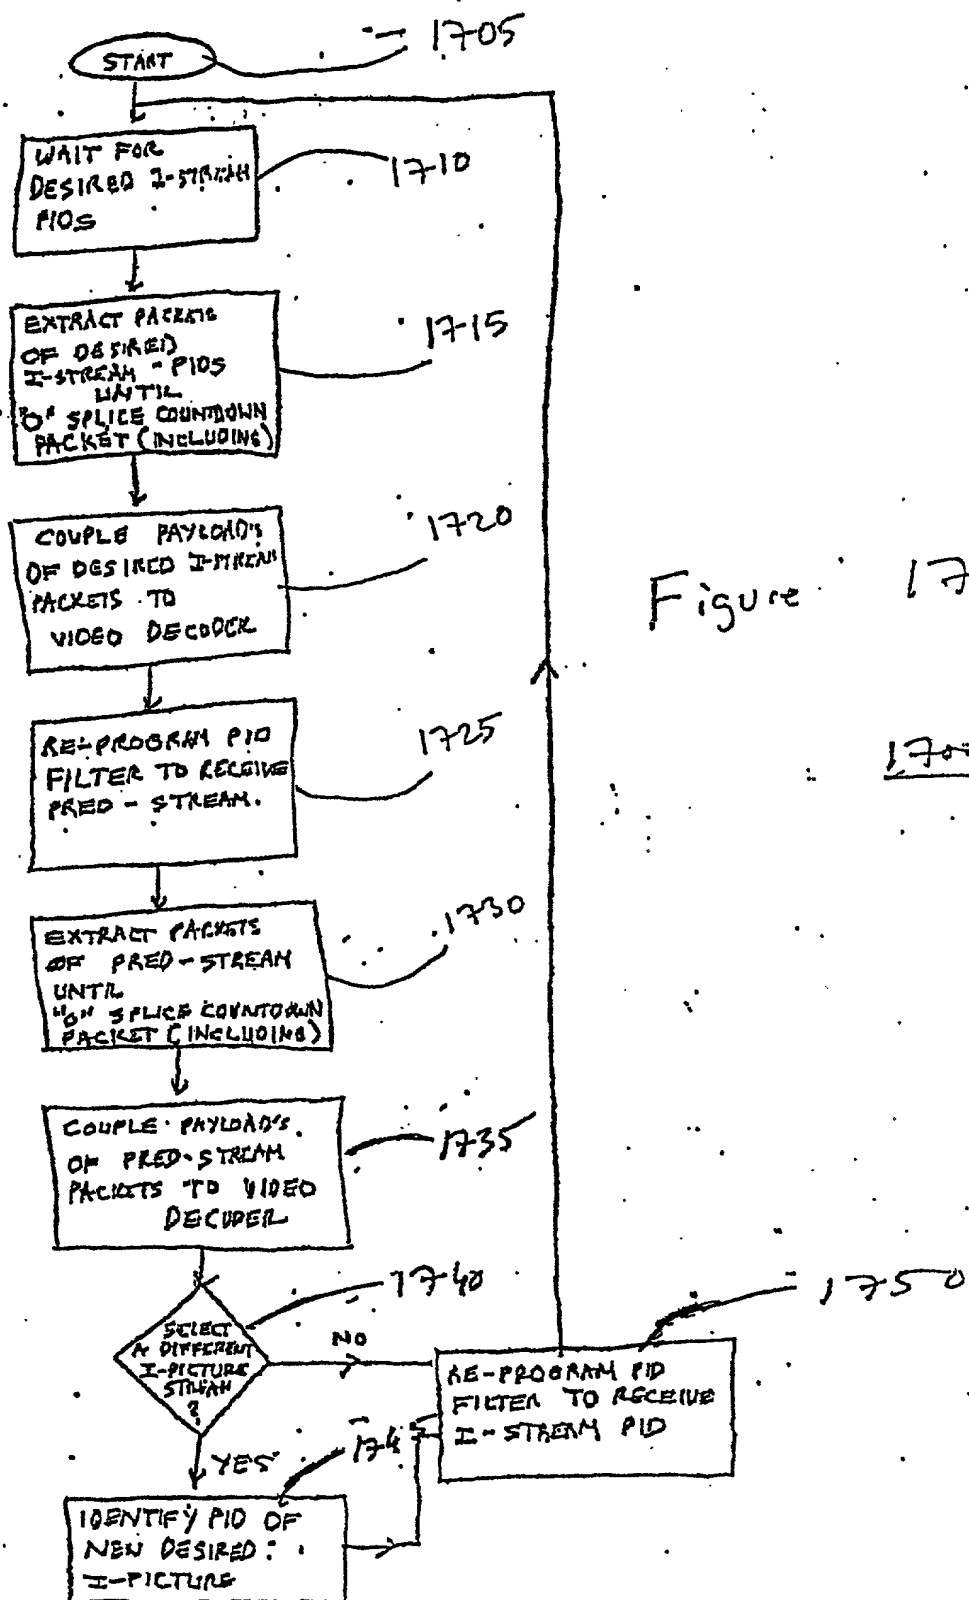 1705
START
WAIT FOR
DESIRED I-STREAM
PIDS
1710
EXTRACT PACKETS
OF DESIRED
I-STREAM - PIDS
UNTIL
"0" SPLICE COUNTDOWN
PACKET (INCLUDING)
1715
COUPLE PAYLOAD'S
OF DESIRED I-STREAM
PACKETS TO
VIDEO DECODER
1720
Figure 17
1700
RE-PROGRAM PID
FILTER TO RECEIVE
PRED - STREAM.
1725
EXTRACT PACKETS
OF PRED-STREAM
UNTIL
"0" SPLICE COUNTDOWN
PACKET (INCLUDING)
1730
COUPLE PAYLOAD'S
OF PRED-STREAM
PACKETS TO VIDEO
DECODER
1735
1740
SELECT
A DIFFERENT
I-PICTURE
STREAM
?
NO
YES
1750
RE-PROGRAM PID
FILTER TO RECEIVE
I-STREAM PID
1745
IDENTIFY PID OF
NEW DESIRED
I-PICTURE